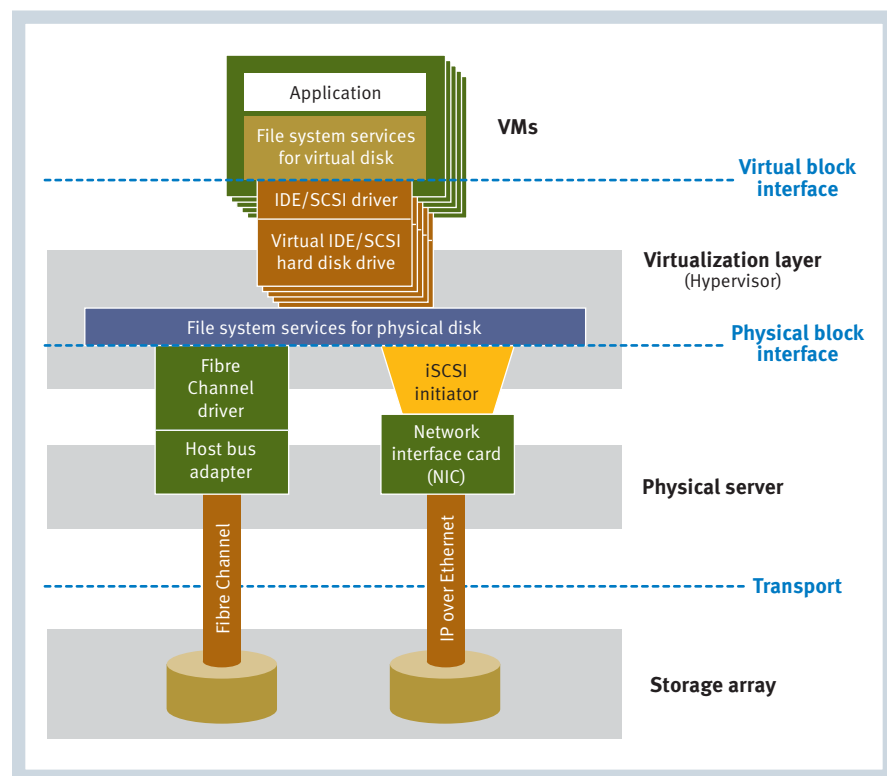 Application
VMs
File system services
for virtual disk
Virtual block
interface
IDE/SCSI driver
Virtual IDE/SCSI
hard disk drive
Virtualization layer
(Hypervisor)
File system services for physical disk
Physical block
interface
Fibre
Channel
driver
iSCSI
initiator
Host bus
adapter
Network
interface card
(NIC)
Physical server
Fibre Channel
IP over Ethernet
Transport
Storage array